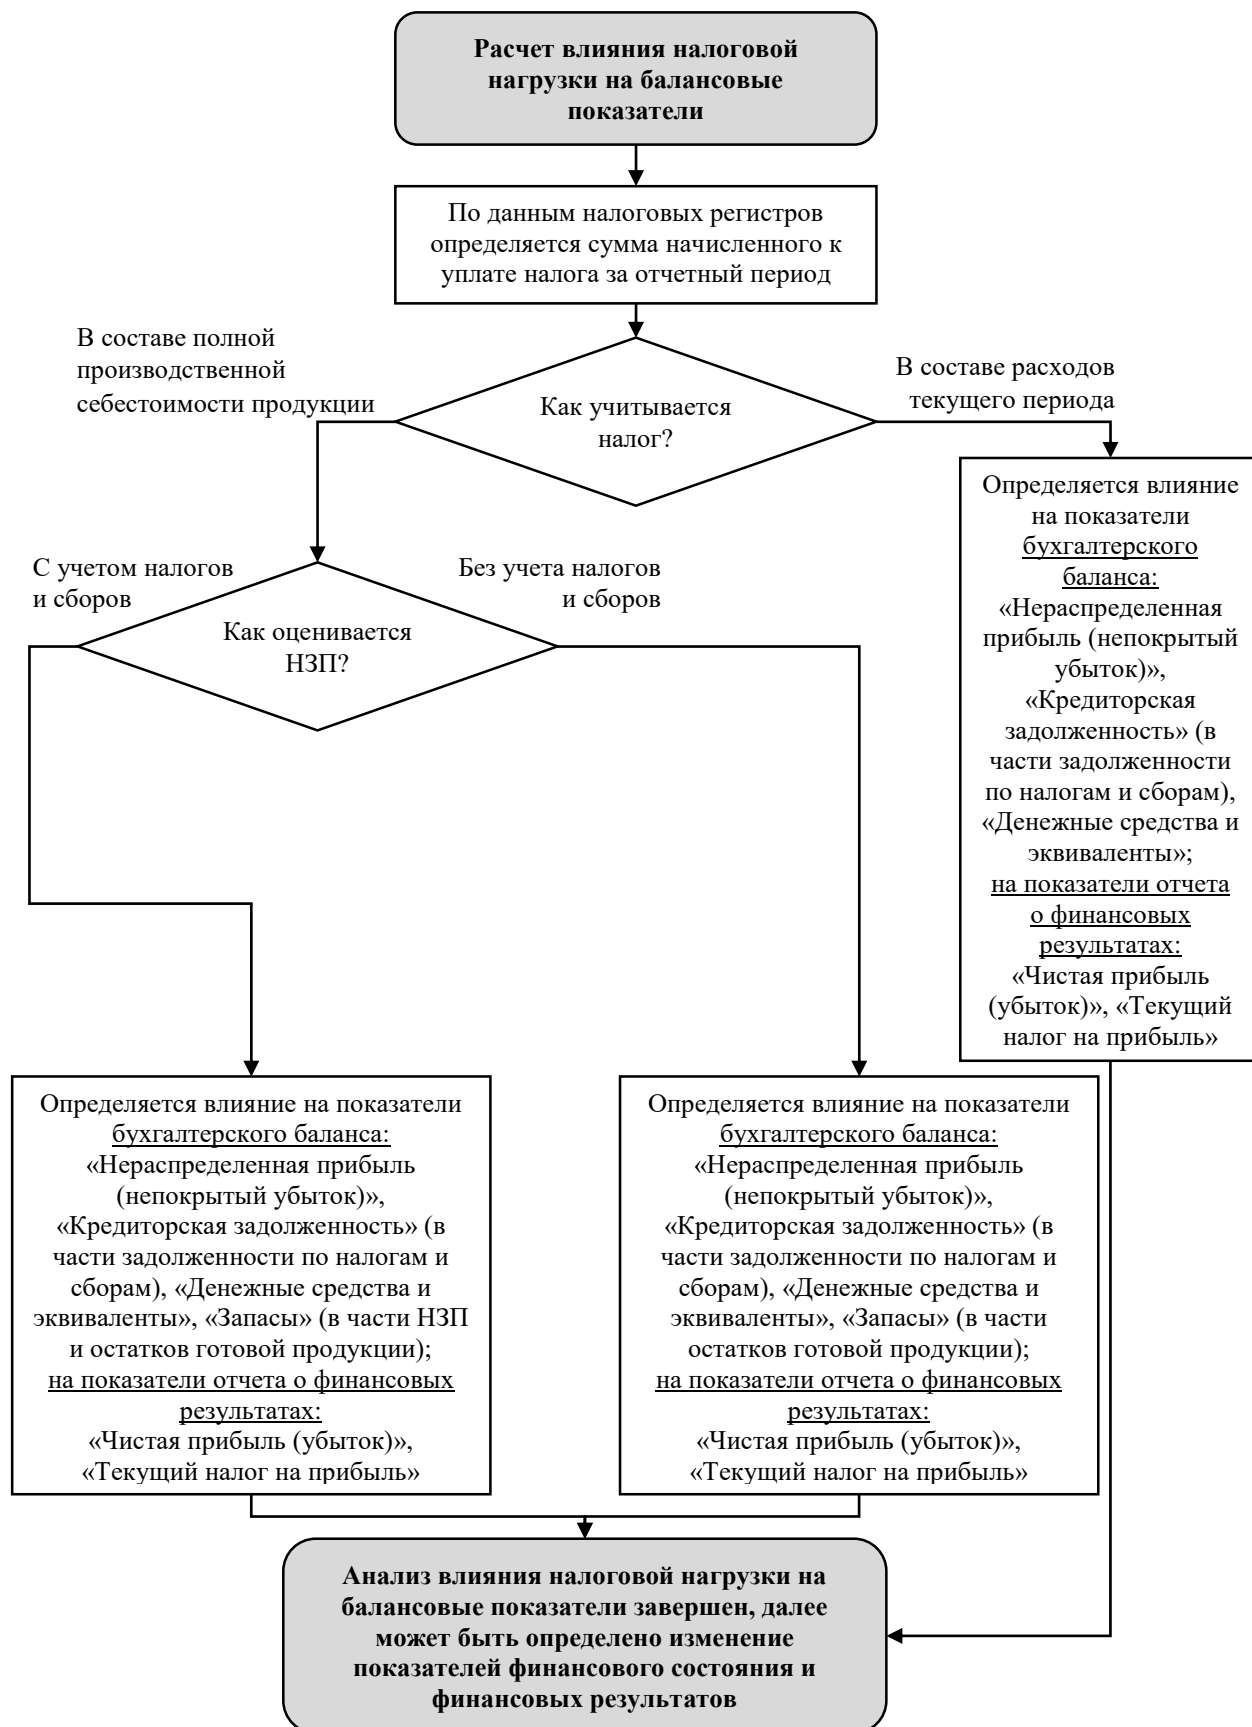 Расчет влияния налоговой
нагрузки на балансовые
показатели
По данным налоговых регистров
определяется сумма начисленного к
уплате налога за отчетный период
В составе полной
производственной
себестоимости продукции
Как учитывается
налог?
В составе расходов
текущего периода
С учетом налогов
и сборов
Как оценивается
НЗП?
Без учета налогов
и сборов
Определяется влияние
на показатели
бухгалтерского
баланса:
«Нераспределенная
прибыль (непокрытый
убыток)»,
«Кредиторская
задолженность» (в
части задолженности
по налогам и сборам),
«Денежные средства и
эквиваленты»;
на показатели отчета
о финансовых
результатах:
«Чистая прибыль
(убыток)», «Текущий
налог на прибыль»
Определяется влияние на показатели
бухгалтерского баланса:
«Нераспределенная прибыль
(непокрытый убыток)»,
«Кредиторская задолженность» (в
части задолженности по налогам и
сборам), «Денежные средства и
эквиваленты», «Запасы» (в части НЗП
и остатков готовой продукции);
на показатели отчета о финансовых
результатах:
«Чистая прибыль (убыток)»,
«Текущий налог на прибыль»
Определяется влияние на показатели
бухгалтерского баланса:
«Нераспределенная прибыль
(непокрытый убыток)»,
«Кредиторская задолженность» (в
части задолженности по налогам и
сборам), «Денежные средства и
эквиваленты», «Запасы» (в части
остатков готовой продукции);
на показатели отчета о финансовых
результатах:
«Чистая прибыль (убыток)»,
«Текущий налог на прибыль»
Анализ влияния налоговой нагрузки на
балансовые показатели завершен, далее
может быть определено изменение
показателей финансового состояния и
финансовых результатов